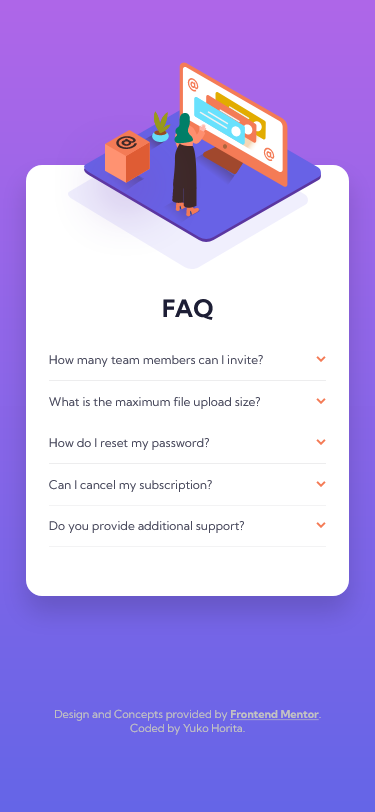 @
@
@
FAQ
How many team members can I invite?
What is the maximum file upload size?
How do I reset my password?
Can I cancel my subscription?
Do you provide additional support?
Design and Concepts provided by Frontend Mentor.
Coded by Yuko Horita.